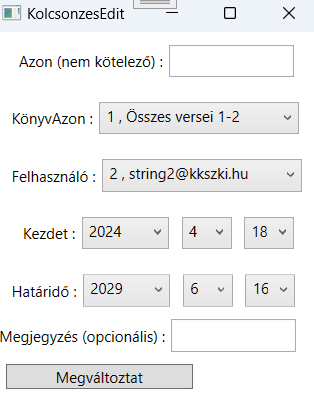 KolcsonzesEdit
Azon (nem kötelező) :
KönyvAzon : 1 , Összes versei 1-2
Felhasználó : 2 , string2@kkszki.hu
Kezdet : 2024 4 18
Határidő : 2029 6 16
Megjegyzés (opcionális) :
Megváltoztat